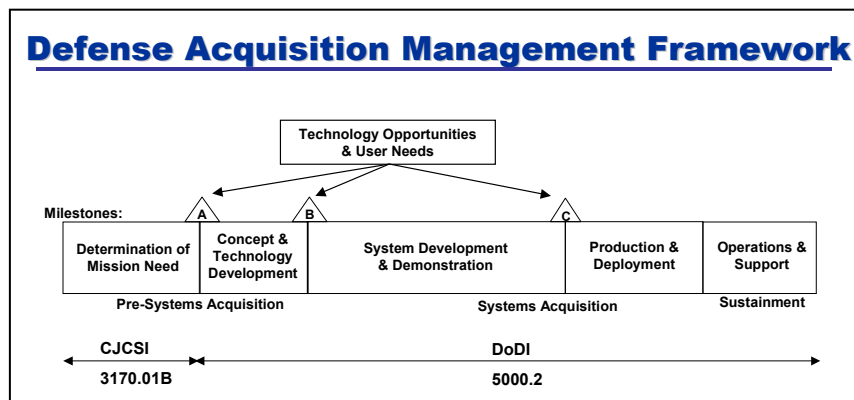 Defense Acquisition Management Framework
Technology Opportunities
& User Needs
Milestones:
A
B
C
Determination of
Mission Need
Concept &
Technology
Development
System Development
& Demonstration
Production &
Deployment
Operations &
Support
Pre-Systems Acquisition
Systems Acquisition
Sustainment
CJCSI
3170.01B
DoDI
5000.2